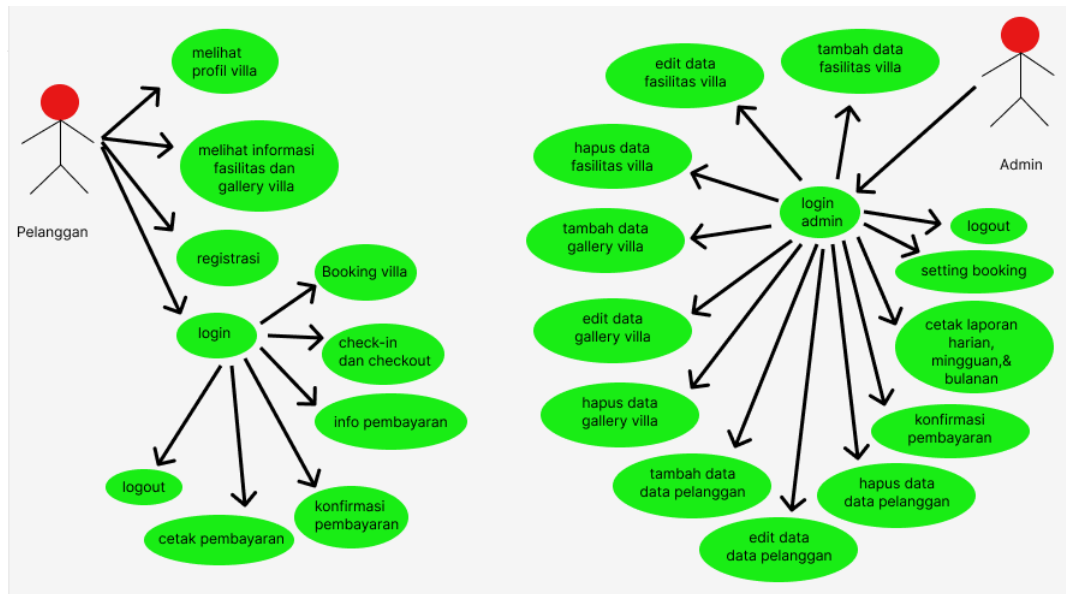 melihat
profil villa
melihat informasi
fasilitas dan
gallery villa
Pelanggan
registrasi
Booking villa
login
check-in
dan checkout
info pembayaran
logout
konfirmasi
pembayaran
cetak pembayaran
edit data
fasilitas villa
tambah data
fasilitas villa
hapus data
fasilitas villa
Admin
login
admin
tambah data
gallery villa
logout
setting booking
edit data
gallery villa
cetak laporan
harian,
mingguan,&
bulanan
hapus data
gallery villa
konfirmasi
pembayaran
tambah data
data pelanggan
hapus data
data pelanggan
edit data
data pelanggan